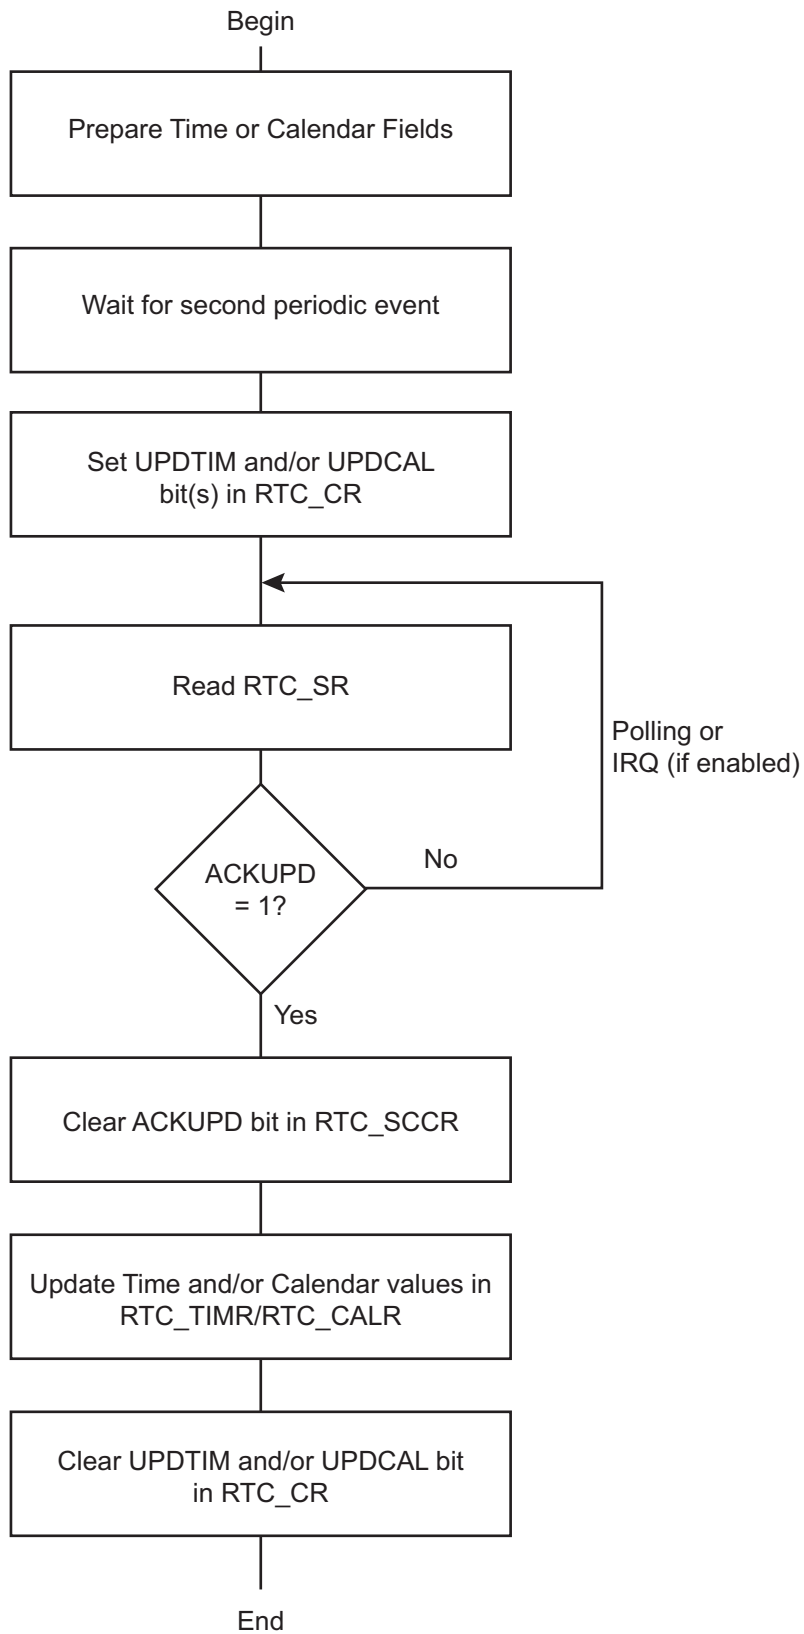 Begin
Prepare Time or Calendar Fields
Wait for second periodic event
Set UPDTIM and/or UPDCAL
bit(s) in RTC_CR
Read RTC_SR
Polling or
IRQ (if enabled)
ACKUPD
= 1?
No
Yes
Clear ACKUPD bit in RTC_SCCR
Update Time and/or Calendar values in
RTC_TIMR/RTC_CALR
Clear UPDTIM and/or UPDCAL bit
in RTC_CR
End